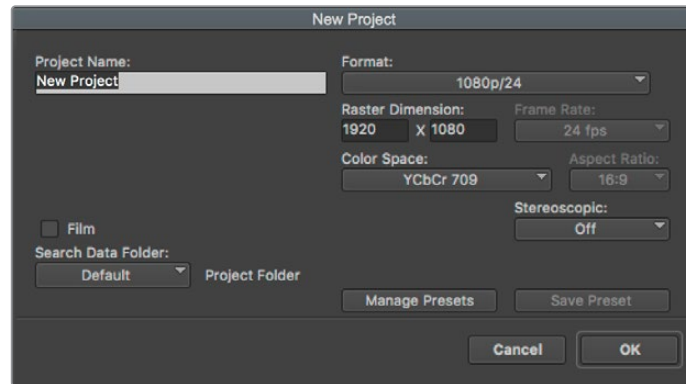 New Project
Project Name:
New Project
Format:
1080p/24
Raster Dimension:
1920 X 1080
Frame Rate:
24 fps
Color Space:
YCbCr 709
Aspect Ratio:
16:9
Stereoscopic:
Off
Film
Search Data Folder:
Default Project Folder
Manage Presets Save Preset
Cancel OK